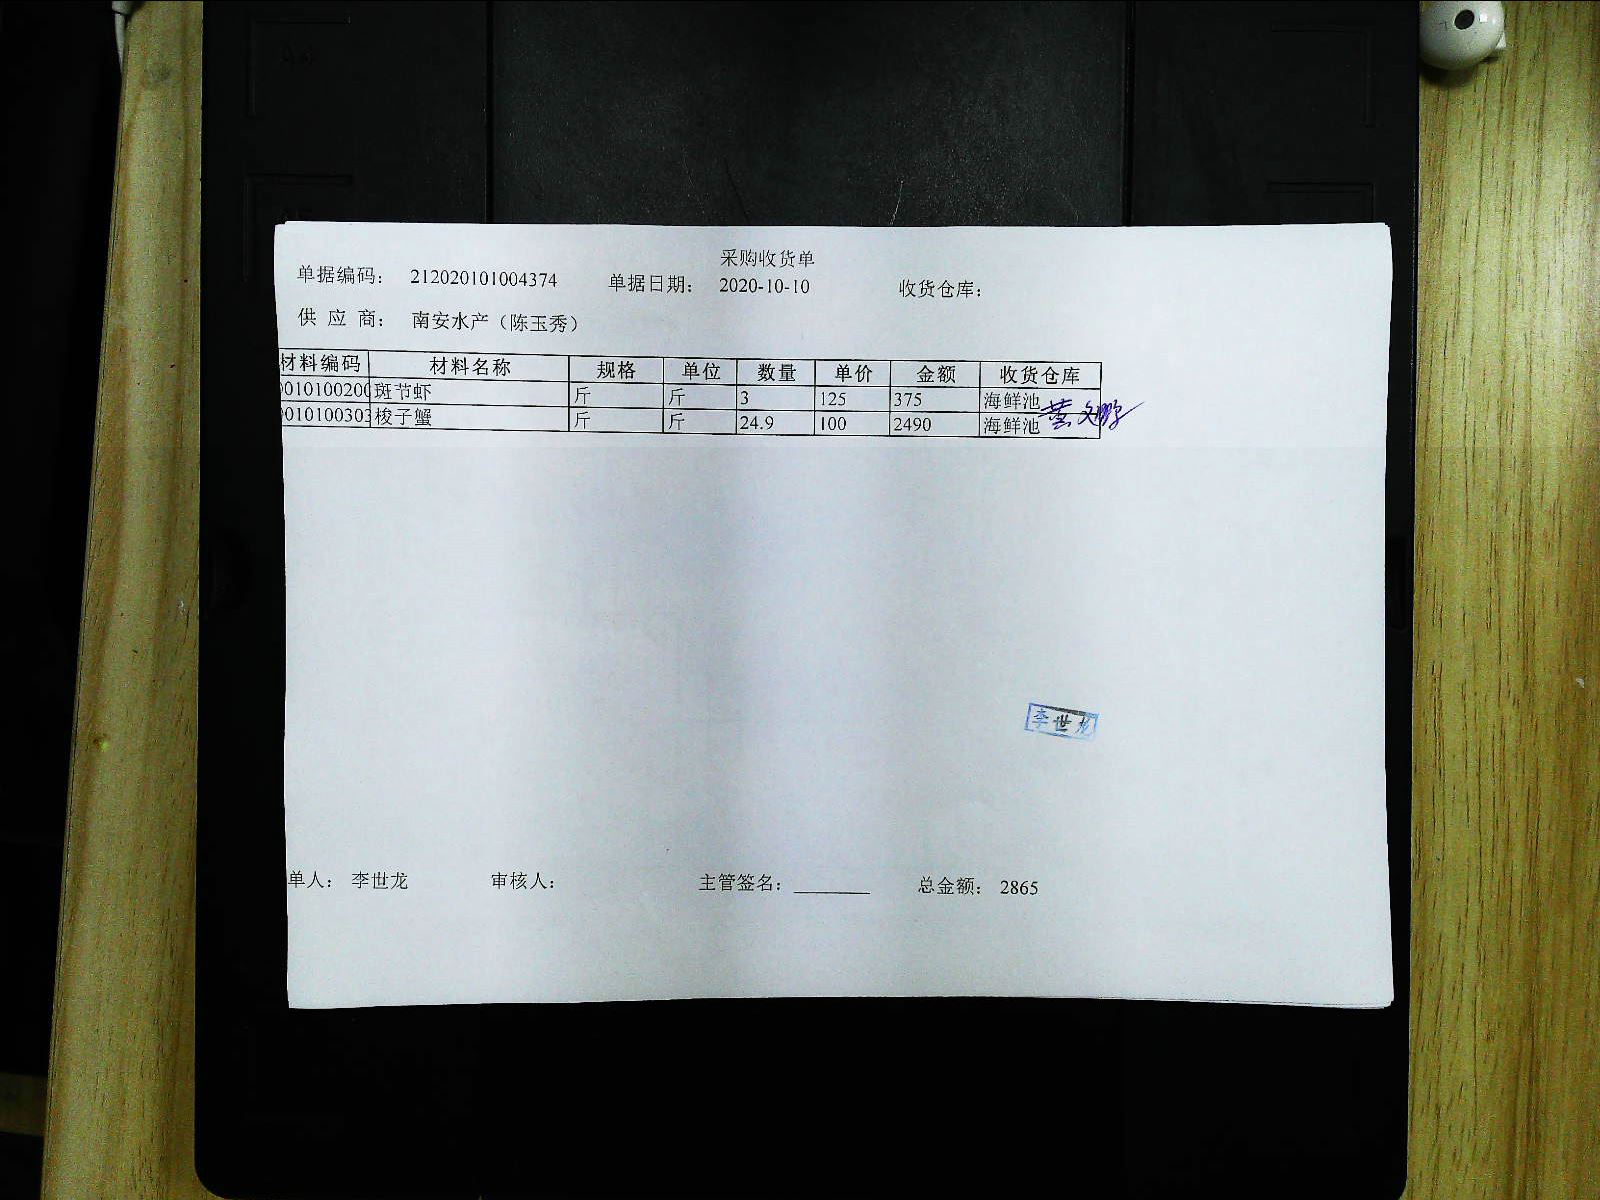 采购收货单
单据编码： 212020101004374 单据日期： 2020-10-10 收货仓库：
供 应 商： 南安水产（陈玉秀）
材料编码 材料名称 规格 单位 数量 单价 金额 收货仓库
010100200 斑节虾 斤 斤 3 125 375 海鲜池
010100303 梭子蟹 斤 斤 24.9 100 2490 海鲜池
李世龙
单人： 李世龙 审核人： 主管签名： ________ 总金额： 2865